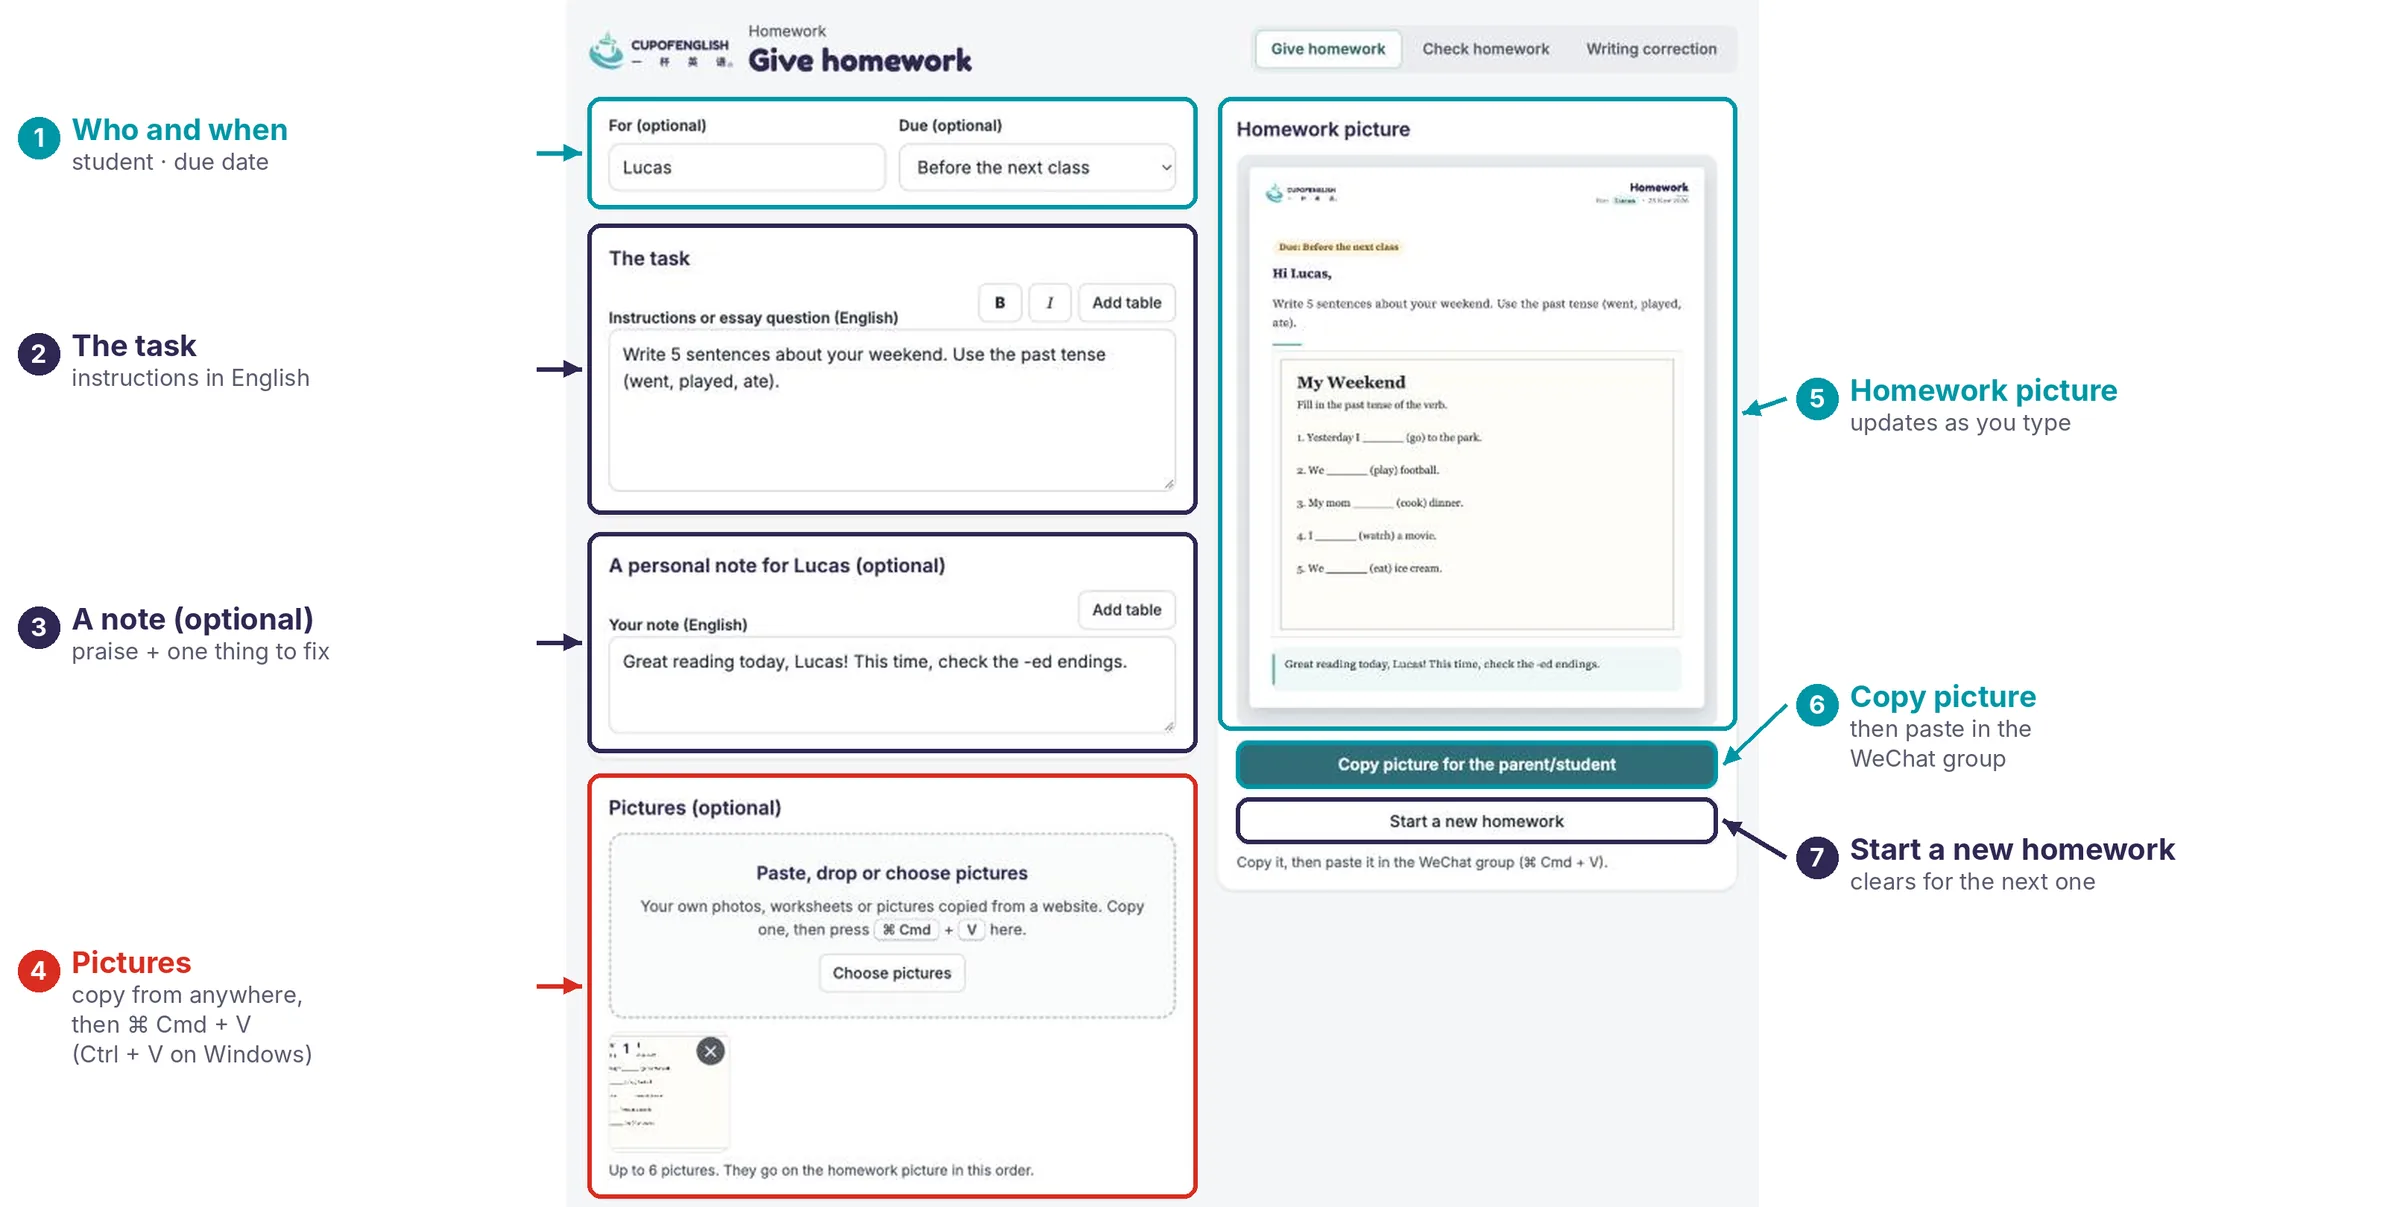 CUPOFENGLISH
一 杯 英 语
Homework
Give homework
Give homework
Check homework
Writing correction
1 Who and when
student · due date
For (optional)
Due (optional)
Lucas
Before the next class
2 The task
instructions in English
The task
B
I
Add table
Instructions or essay question (English)
Write 5 sentences about your weekend. Use the past tense
(went, played, ate).
3 A note (optional)
praise + one thing to fix
A personal note for Lucas (optional)
Add table
Your note (English)
Great reading today, Lucas! This time, check the -ed endings.
4 Pictures
copy from anywhere,
then ⌘ Cmd + V
(Ctrl + V on Windows)
Pictures (optional)
Paste, drop or choose pictures
Your own photos, worksheets or pictures copied from a website. Copy
one, then press ⌘ Cmd + V here.
Choose pictures
1
Up to 6 pictures. They go on the homework picture in this order.
Homework picture
CUPOFENGLISH
Homework
Lucas
Due: Before the next class
Hi Lucas,
Write 5 sentences about your weekend. Use the past tense (went, played,
ate).
My Weekend
Fill in the past tense of the verb.
1. Yesterday I ______ (go) to the park.
2. We ______ (play) football.
3. My mom ______ (cook) dinner.
4. I ______ (watch) a movie.
5. We ______ (eat) ice cream.
Great reading today, Lucas! This time, check the -ed endings.
5 Homework picture
updates as you type
Copy picture for the parent/student
6 Copy picture
then paste in the
WeChat group
Start a new homework
7 Start a new homework
clears for the next one
Copy it, then paste it in the WeChat group (⌘ Cmd + V).